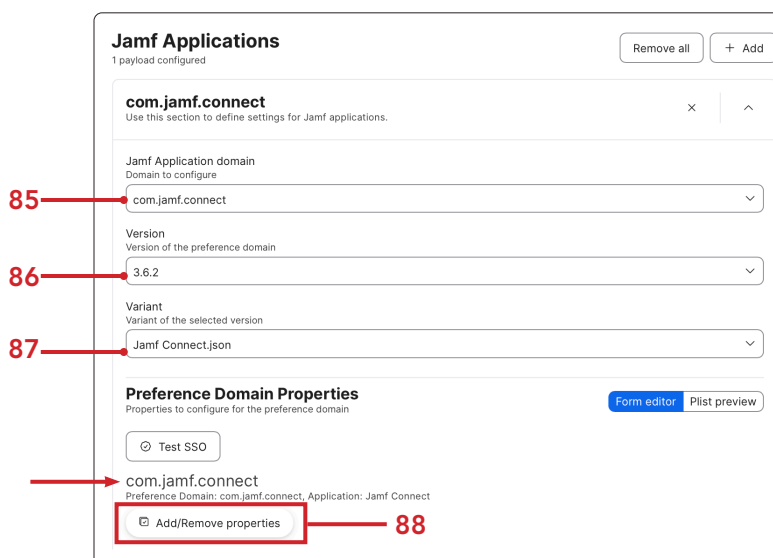 Jamf Applications
1 payload configured
Remove all
+ Add
com.jamf.connect
Use this section to define settings for Jamf applications.
Jamf Application domain
Domain to configure
85
com.jamf.connect
Version
Version of the preference domain
86
3.6.2
Variant
Variant of the selected version
87
Jamf Connect.json
Preference Domain Properties
Properties to configure for the preference domain
Form editor
Plist preview
Test SSO
com.jamf.connect
Preference Domain: com.jamf.connect, Application: Jamf Connect
Add/Remove properties
88